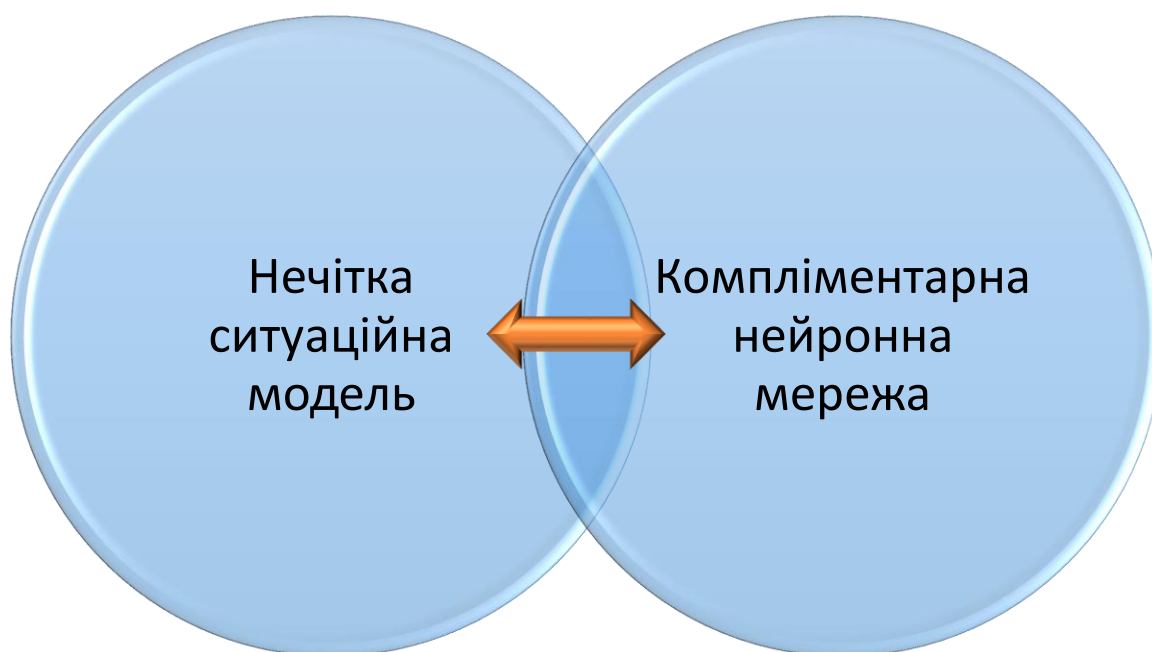 Нечітка
ситуаційна
модель
Компліментарна
нейронна
мережа